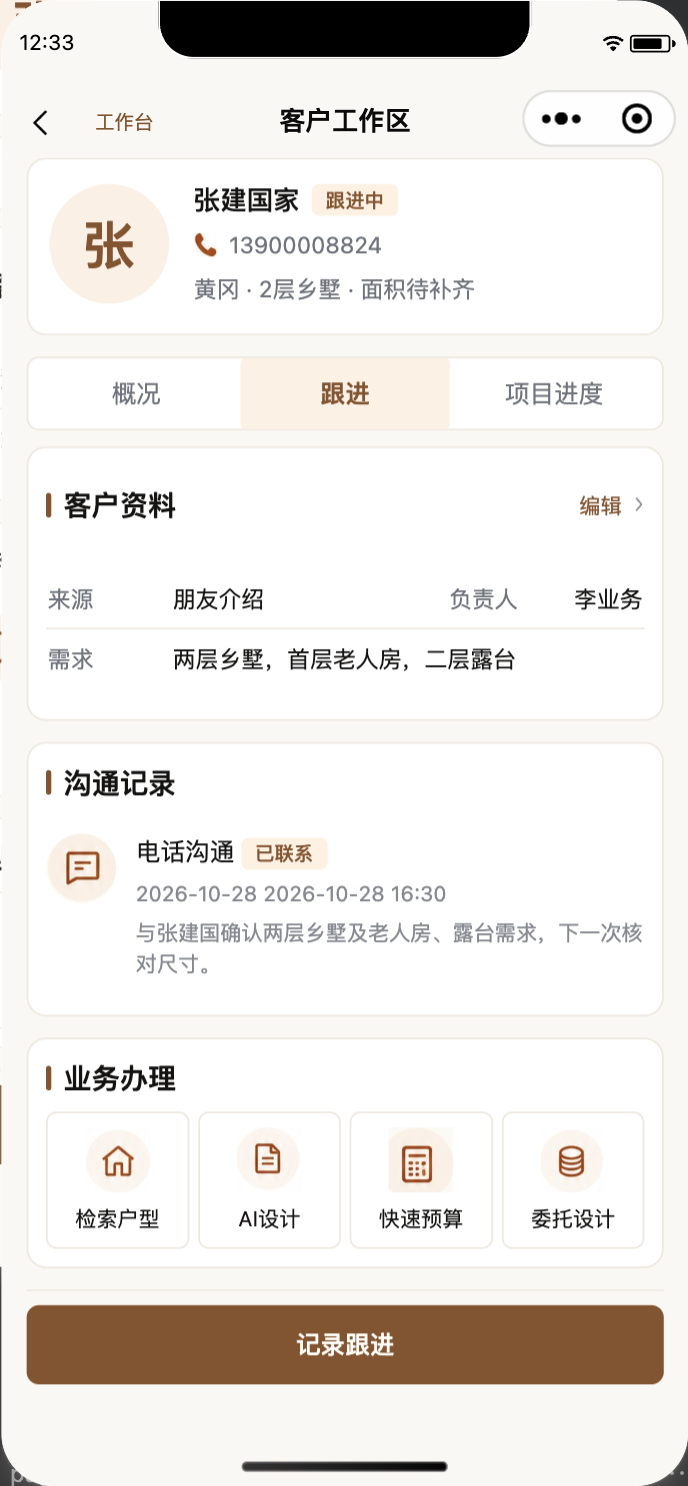 12:33
工作台
客户工作区
张
张建国家 跟进中
13900008824
黄冈 · 2层乡墅 · 面积待补齐
概况 跟进 项目进度
客户资料 编辑
来源 朋友介绍 负责人 李业务
需求 两层乡墅，首层老人房，二层露台
沟通记录
电话沟通 已联系
2026-10-28 2026-10-28 16:30
与张建国确认两层乡墅及老人房、露台需求，下一次核
对尺寸。
业务办理
检索户型 AI设计 快速预算 委托设计
记录跟进